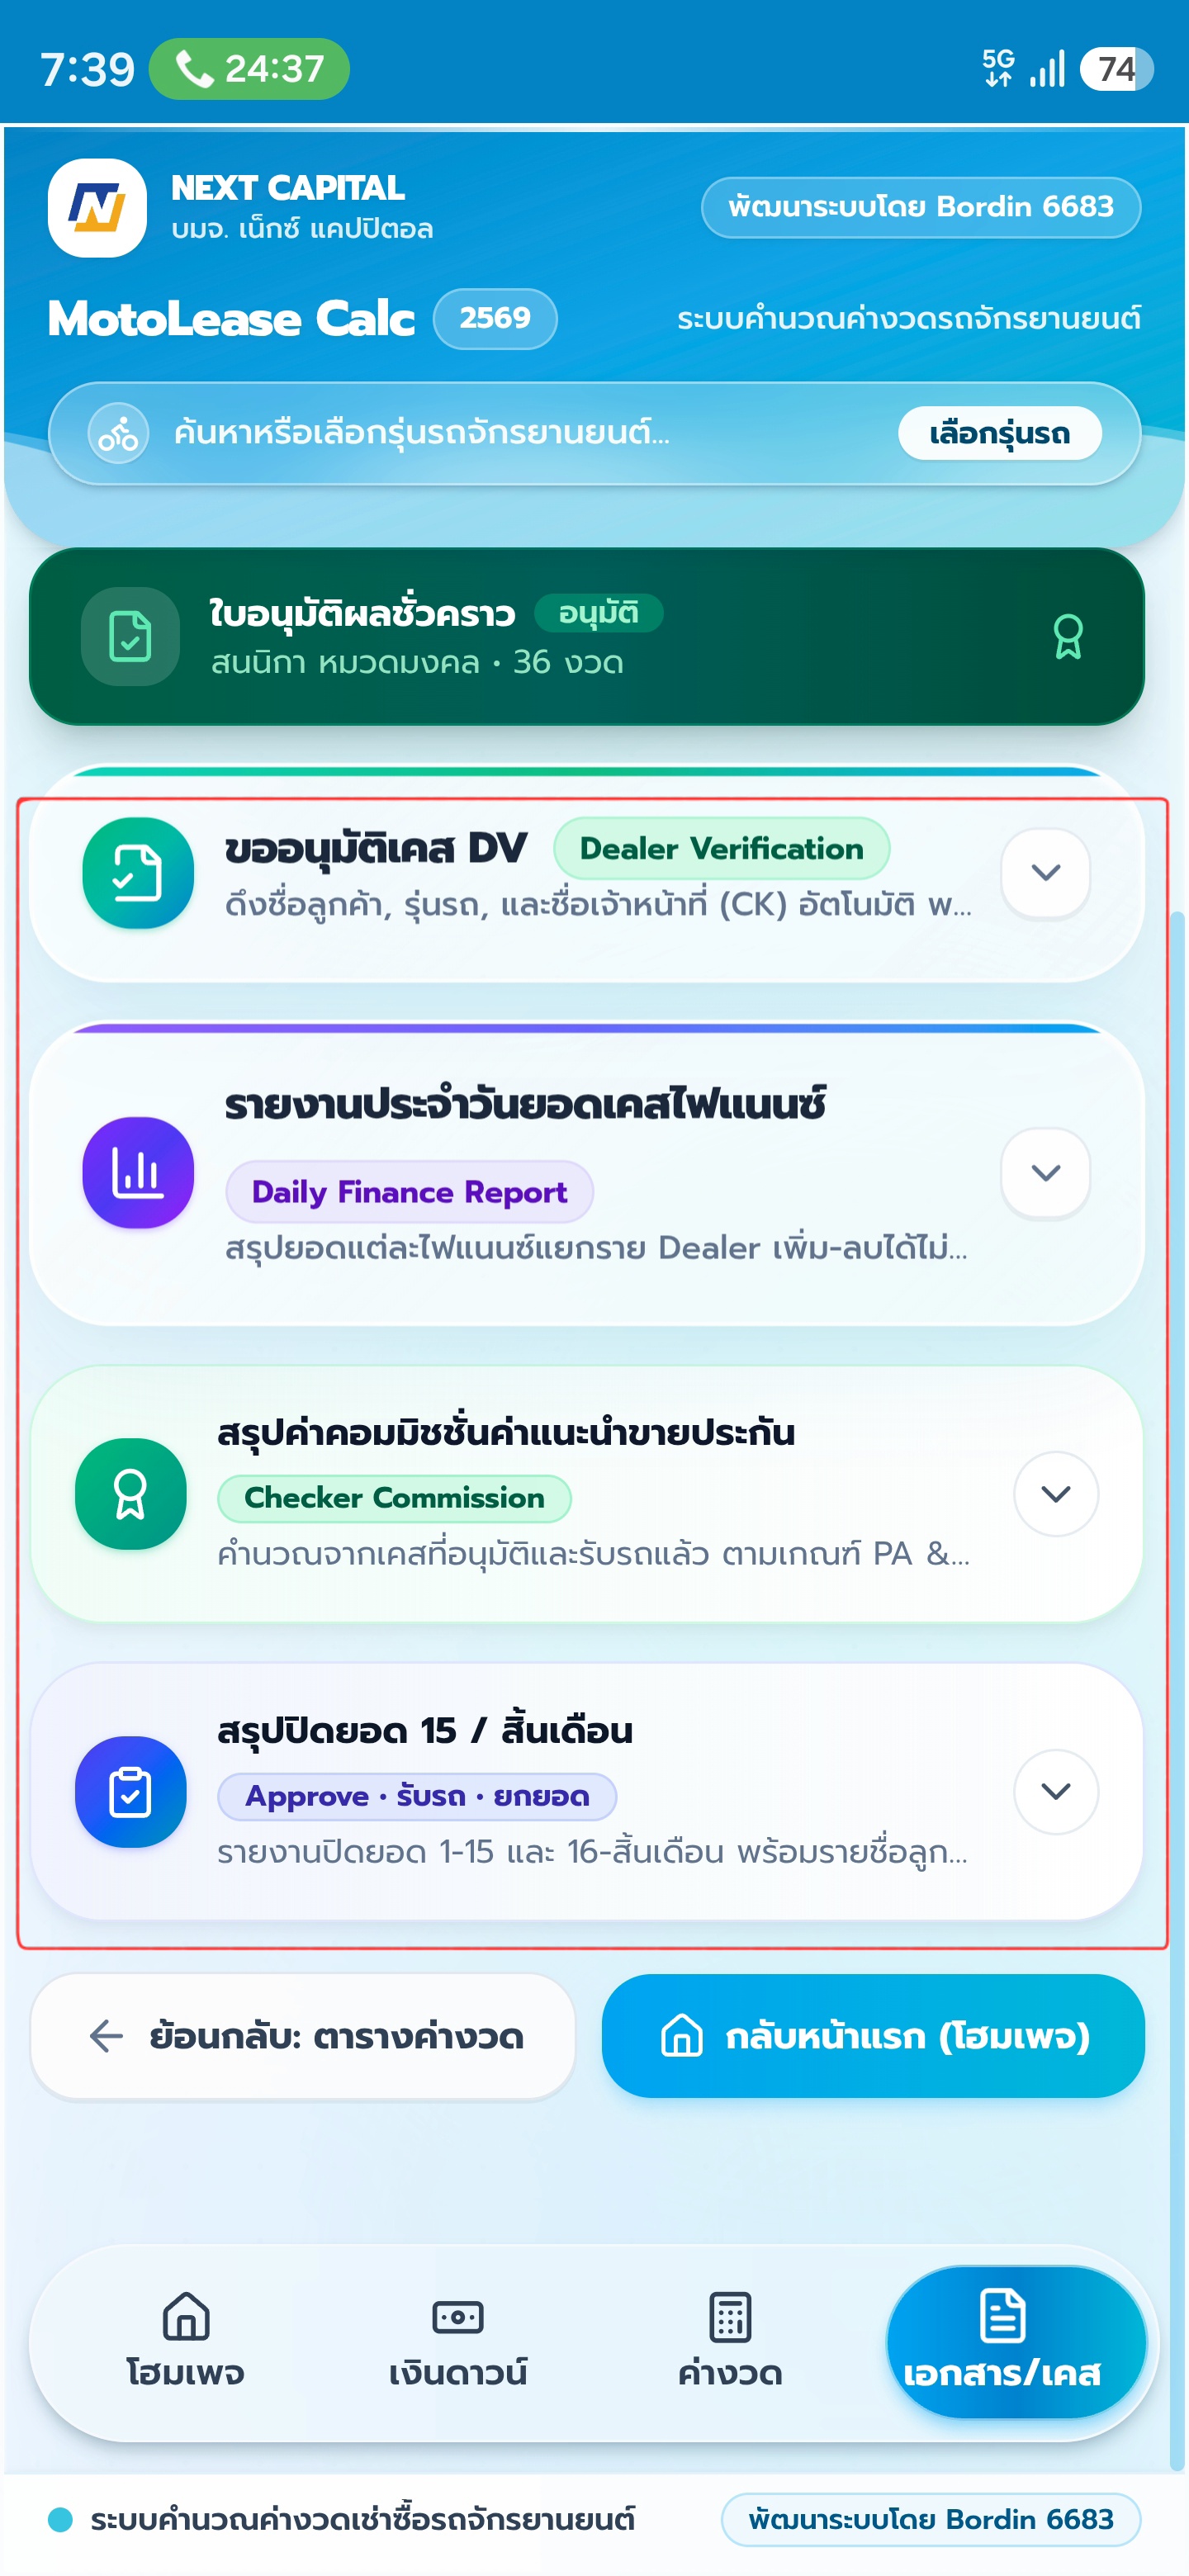 7:39 24:37 5G 74
NEXT CAPITAL
บมจ. เน็กซ์ แคปปิตอล
พัฒนาระบบโดย Bordin 6683
MotoLease Calc 2569 ระบบคำนวณค่างวดรถจักรยานยนต์
ค้นหาหรือเลือกรุ่นรถจักรยานยนต์... เลือกรุ่นรถ
ใบอนุมัติผลชั่วคราว อนุมัติ
สนนิกา หมวดมงคล • 36 งวด
ขออนุมัติเคส DV Dealer Verification
ดึงชื่อลูกค้า, รุ่นรถ, และชื่อเจ้าหน้าที่ (CK) อัตโนมัติ พ...
รายงานประจำวันยอดเคสไฟแนนซ์
Daily Finance Report
สรุปยอดแต่ละไฟแนนซ์แยกราย Dealer เพิ่ม-ลบได้ไม่...
สรุปค่าคอมมิชชั่นค่าแนะนำขายประกัน
Checker Commission
คำนวณจากเคสที่อนุมัติและรับรถแล้ว ตามเกณฑ์ PA &...
สรุปปิดยอด 15 / สิ้นเดือน
Approve • รับรถ • ยกยอด
รายงานปิดยอด 1-15 และ 16-สิ้นเดือน พร้อมรายชื่อลูก...
ย้อนกลับ: ตารางค่างวด กลับหน้าแรก (โฮมเพจ)
โฮมเพจ เงินดาวน์ ค่างวด เอกสาร/เคส
ระบบคำนวณค่างวดเช่าซื้อรถจักรยานยนต์ พัฒนาระบบโดย Bordin 6683